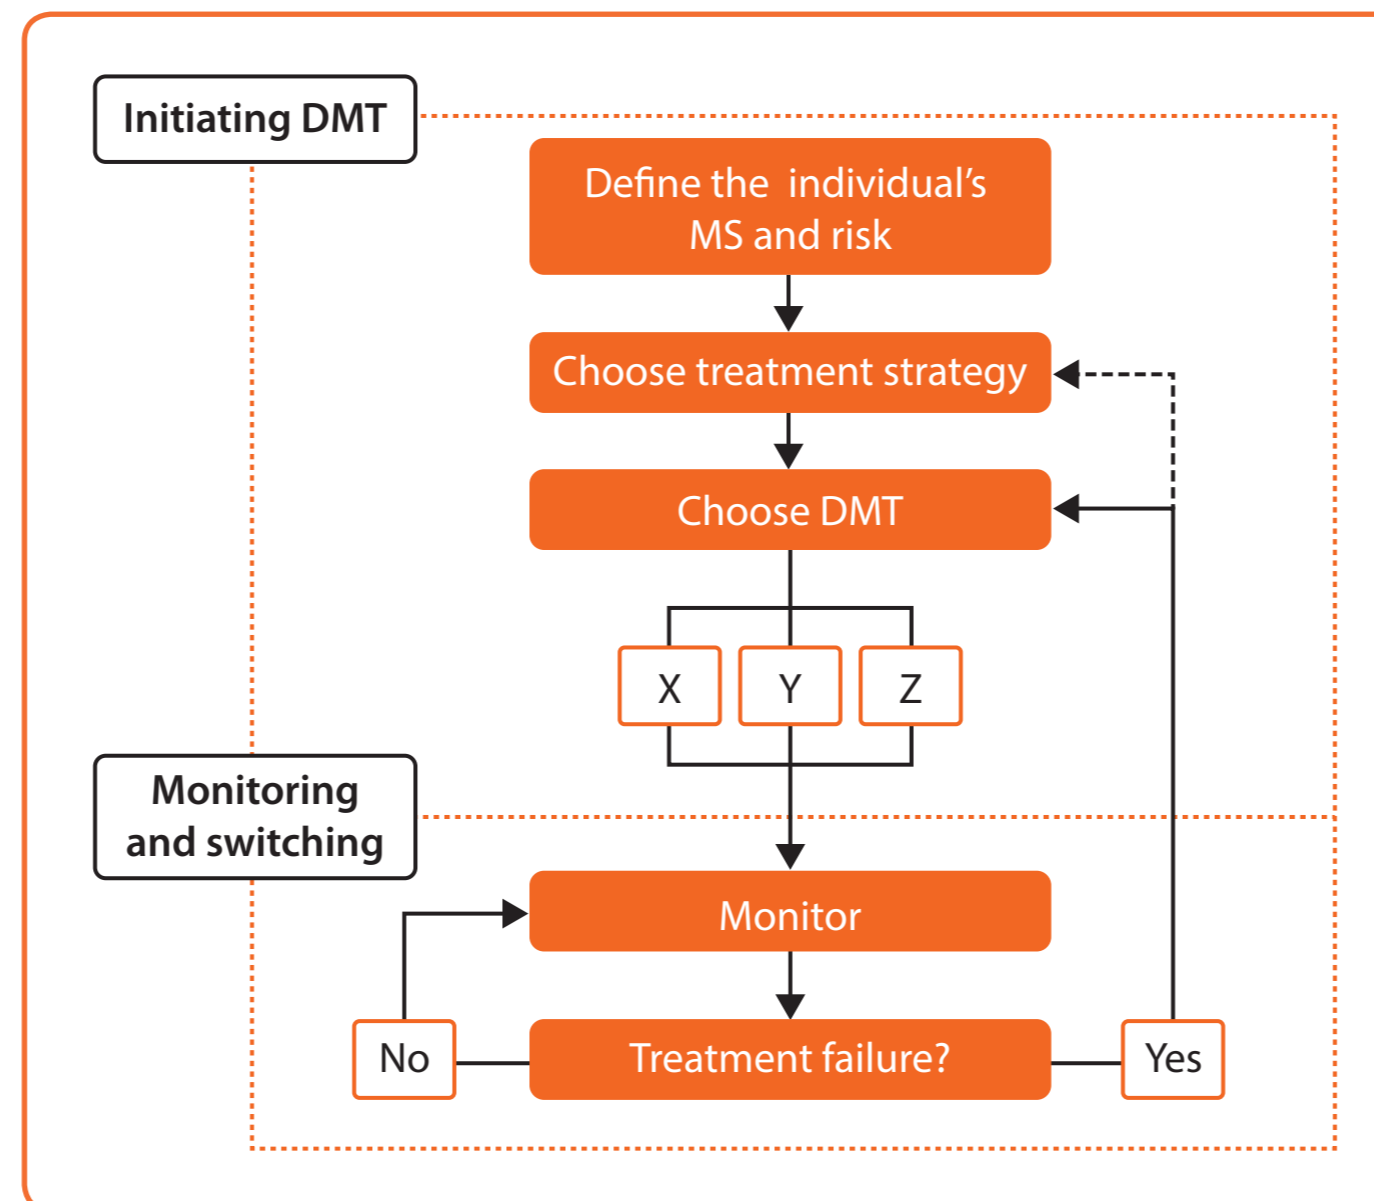 Initiating DMT
Define the individual’s
MS and risk
Choose treatment strategy
Choose DMT
X
Y
Z
Monitoring
and switching
Monitor
No
Treatment failure?
Yes